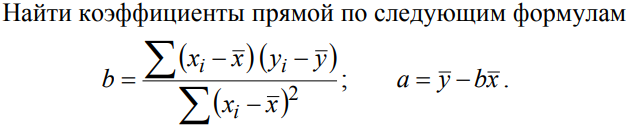 Найти коэффициенты прямой по следующим формулам
b = ∑(xᵢ − x̄)(yᵢ − ȳ) / ∑(xᵢ − x̄)²; a = ȳ − bx̄.